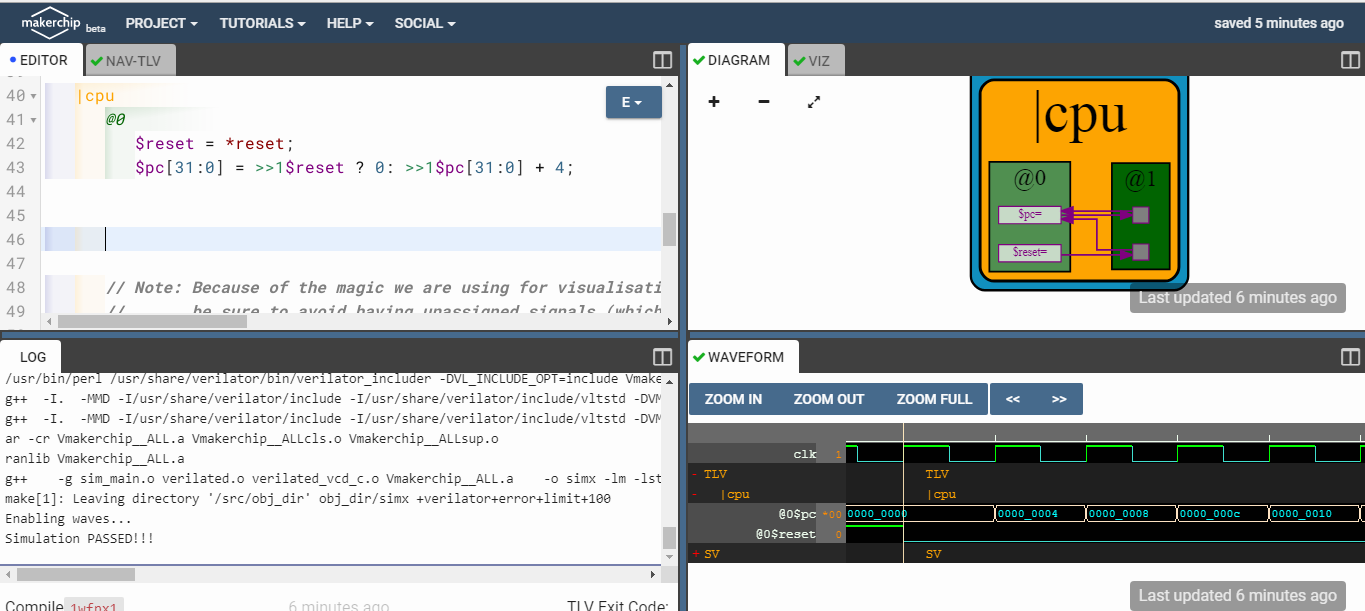 makerchip beta PROJECT TUTORIALS HELP SOCIAL saved 5 minutes ago
EDITOR NAV-TLV
40 |cpu
41 @0
42 $reset = *reset;
43 $pc[31:0] = >>1$reset ? 0: >>1$pc[31:0] + 4;
44
45
46
47
48 // Note: Because of the magic we are using for visualisati
49 // be sure to avoid having unassigned signals (which
E
DIAGRAM VIZ
|cpu
@0 @1
$pc=
$reset=
Last updated 6 minutes ago
LOG
/usr/bin/perl /usr/share/verilator/bin/verilator_includer -DVL_INCLUDE_OPT=include Vmake
g++ -I. -MMD -I/usr/share/verilator/include -I/usr/share/verilator/include/vltstd -DVM
g++ -I. -MMD -I/usr/share/verilator/include -I/usr/share/verilator/include/vltstd -DVM
ar -cr Vmakerchip__ALL.a Vmakerchip__ALLcls.o Vmakerchip__ALLsup.o
ranlib Vmakerchip__ALL.a
g++ -g sim_main.o verilated.o verilated_vcd_c.o Vmakerchip__ALL.a -o simx -lm -lst
make[1]: Leaving directory '/src/obj_dir' obj_dir/simx +verilator+error+limit+100
Enabling waves...
Simulation PASSED!!!
Compile 1wfnx1 6 minutes ago TLV Exit Code:
WAVEFORM
ZOOM IN ZOOM OUT ZOOM FULL << >>
clk 1
- TLV TLV
- |cpu |cpu
@0$pc *00 0000_0000 0000_0004 0000_0008 0000_000c 0000_0010
@0$reset 0
+ SV SV
Last updated 6 minutes ago